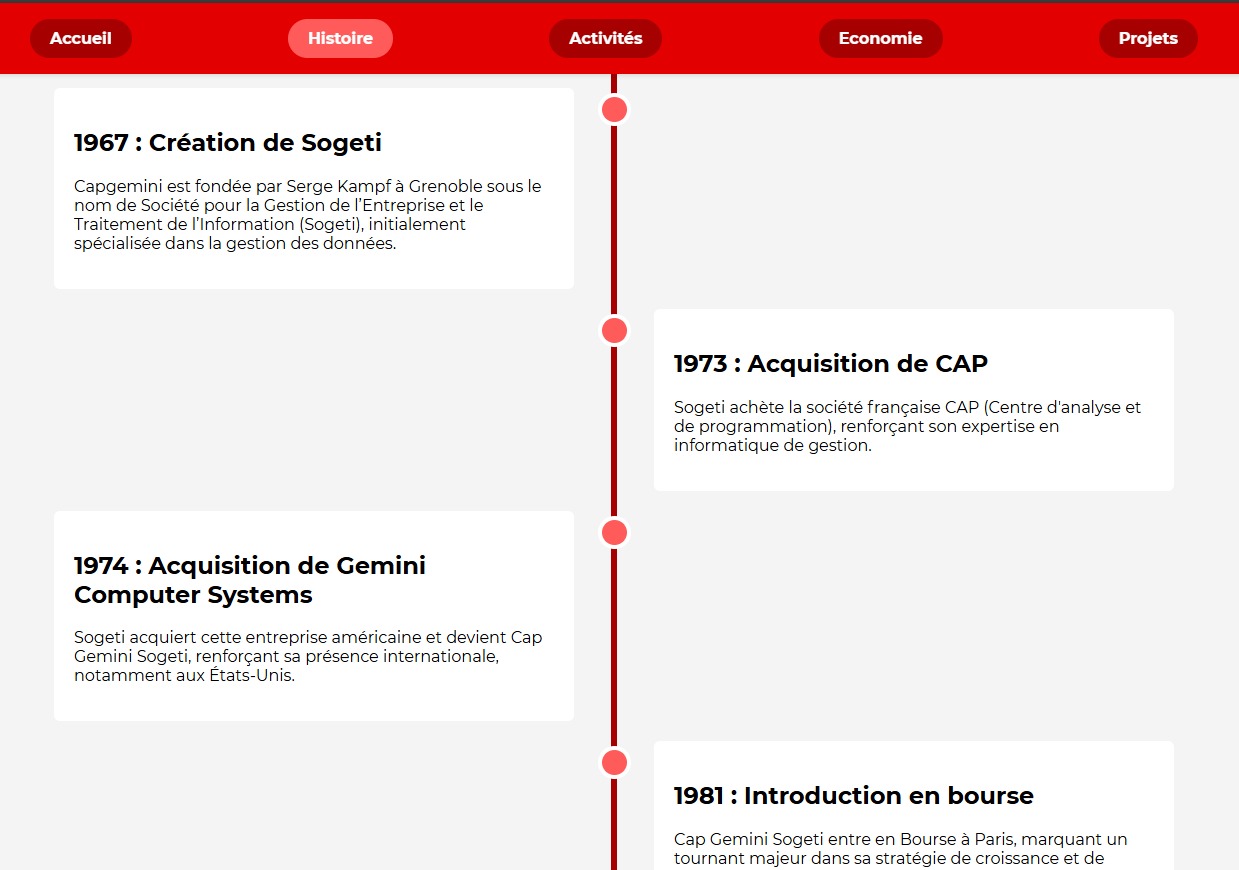 Accueil
Histoire
Activités
Economie
Projets
1967 : Création de Sogeti
Capgemini est fondée par Serge Kampf à Grenoble sous le
nom de Société pour la Gestion de l’Entreprise et le
Traitement de l’Information (Sogeti), initialement
spécialisée dans la gestion des données.
1973 : Acquisition de CAP
Sogeti achète la société française CAP (Centre d'analyse et
de programmation), renforçant son expertise en
informatique de gestion.
1974 : Acquisition de Gemini
Computer Systems
Sogeti acquiert cette entreprise américaine et devient Cap
Gemini Sogeti, renforçant sa présence internationale,
notamment aux États-Unis.
1981 : Introduction en bourse
Cap Gemini Sogeti entre en Bourse à Paris, marquant un
tournant majeur dans sa stratégie de croissance et de